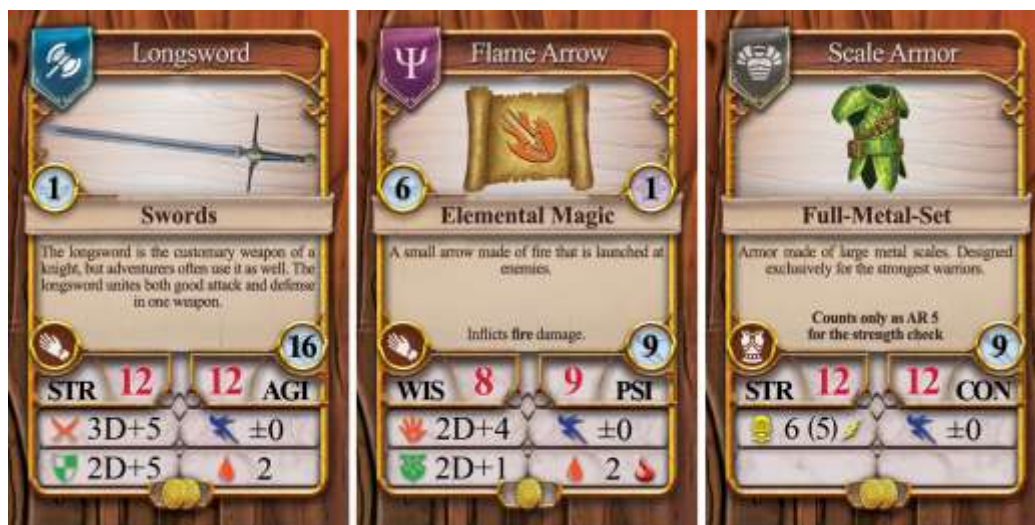 Longsword
1
Swords
The longsword is the customary weapon of a
knight, but adventurers often use it as well. The
longsword unites both good attack and defense
in one weapon.
16
STR 12 12 AGI
3D+5 ±0
2D+5 2
Flame Arrow
6 1
Elemental Magic
A small arrow made of fire that is launched at
enemies.
Inflicts fire damage.
9
WIS 8 9 PSI
2D+4 ±0
2D+1 2
Scale Armor
Full-Metal-Set
Armor made of large metal scales. Designed
exclusively for the strongest warriors.
Counts only as AR 5
for the strength check
9
STR 12 12 CON
6 (5) ±0